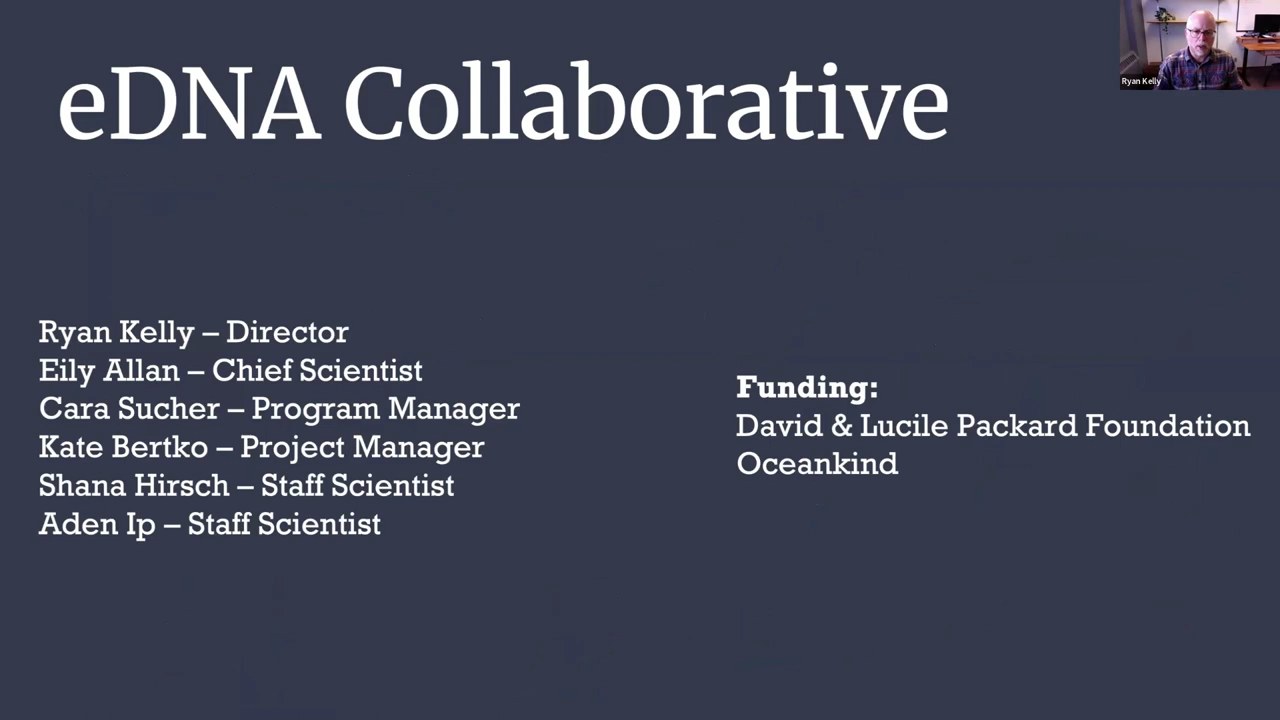 eDNA Collaborative
Ryan Kelly
Ryan Kelly – Director
Eily Allan – Chief Scientist
Cara Sucher – Program Manager
Kate Bertko – Project Manager
Shana Hirsch – Staff Scientist
Aden Ip – Staff Scientist
Funding:
David & Lucile Packard Foundation
Oceankind